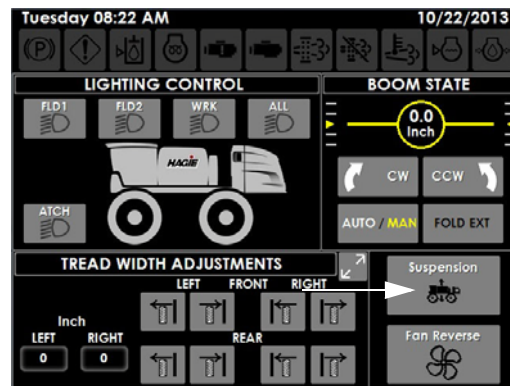 Tuesday 08:22 AM 10/22/2013
(P)
LIGHTING CONTROL
BOOM STATE
FLD1 FLD2 WRK ALL
0.0
Inch
HAGIE
CW CCW
ATCH
AUTO / MAN FOLD EXT
TREAD WIDTH ADJUSTMENTS
Suspension
LEFT FRONT RIGHT
Inch
LEFT RIGHT
REAR
0 0
Fan Reverse